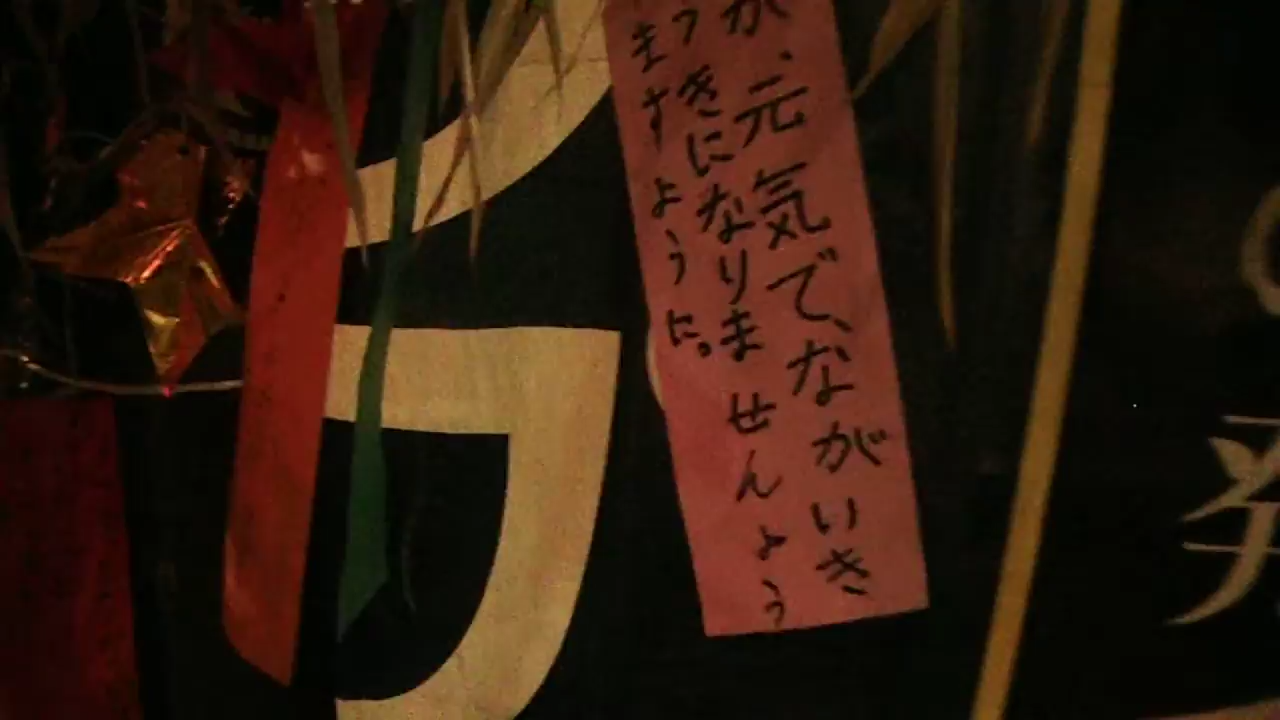 が、元気で、ながいき
きになりませんよう
ますように。
ラ